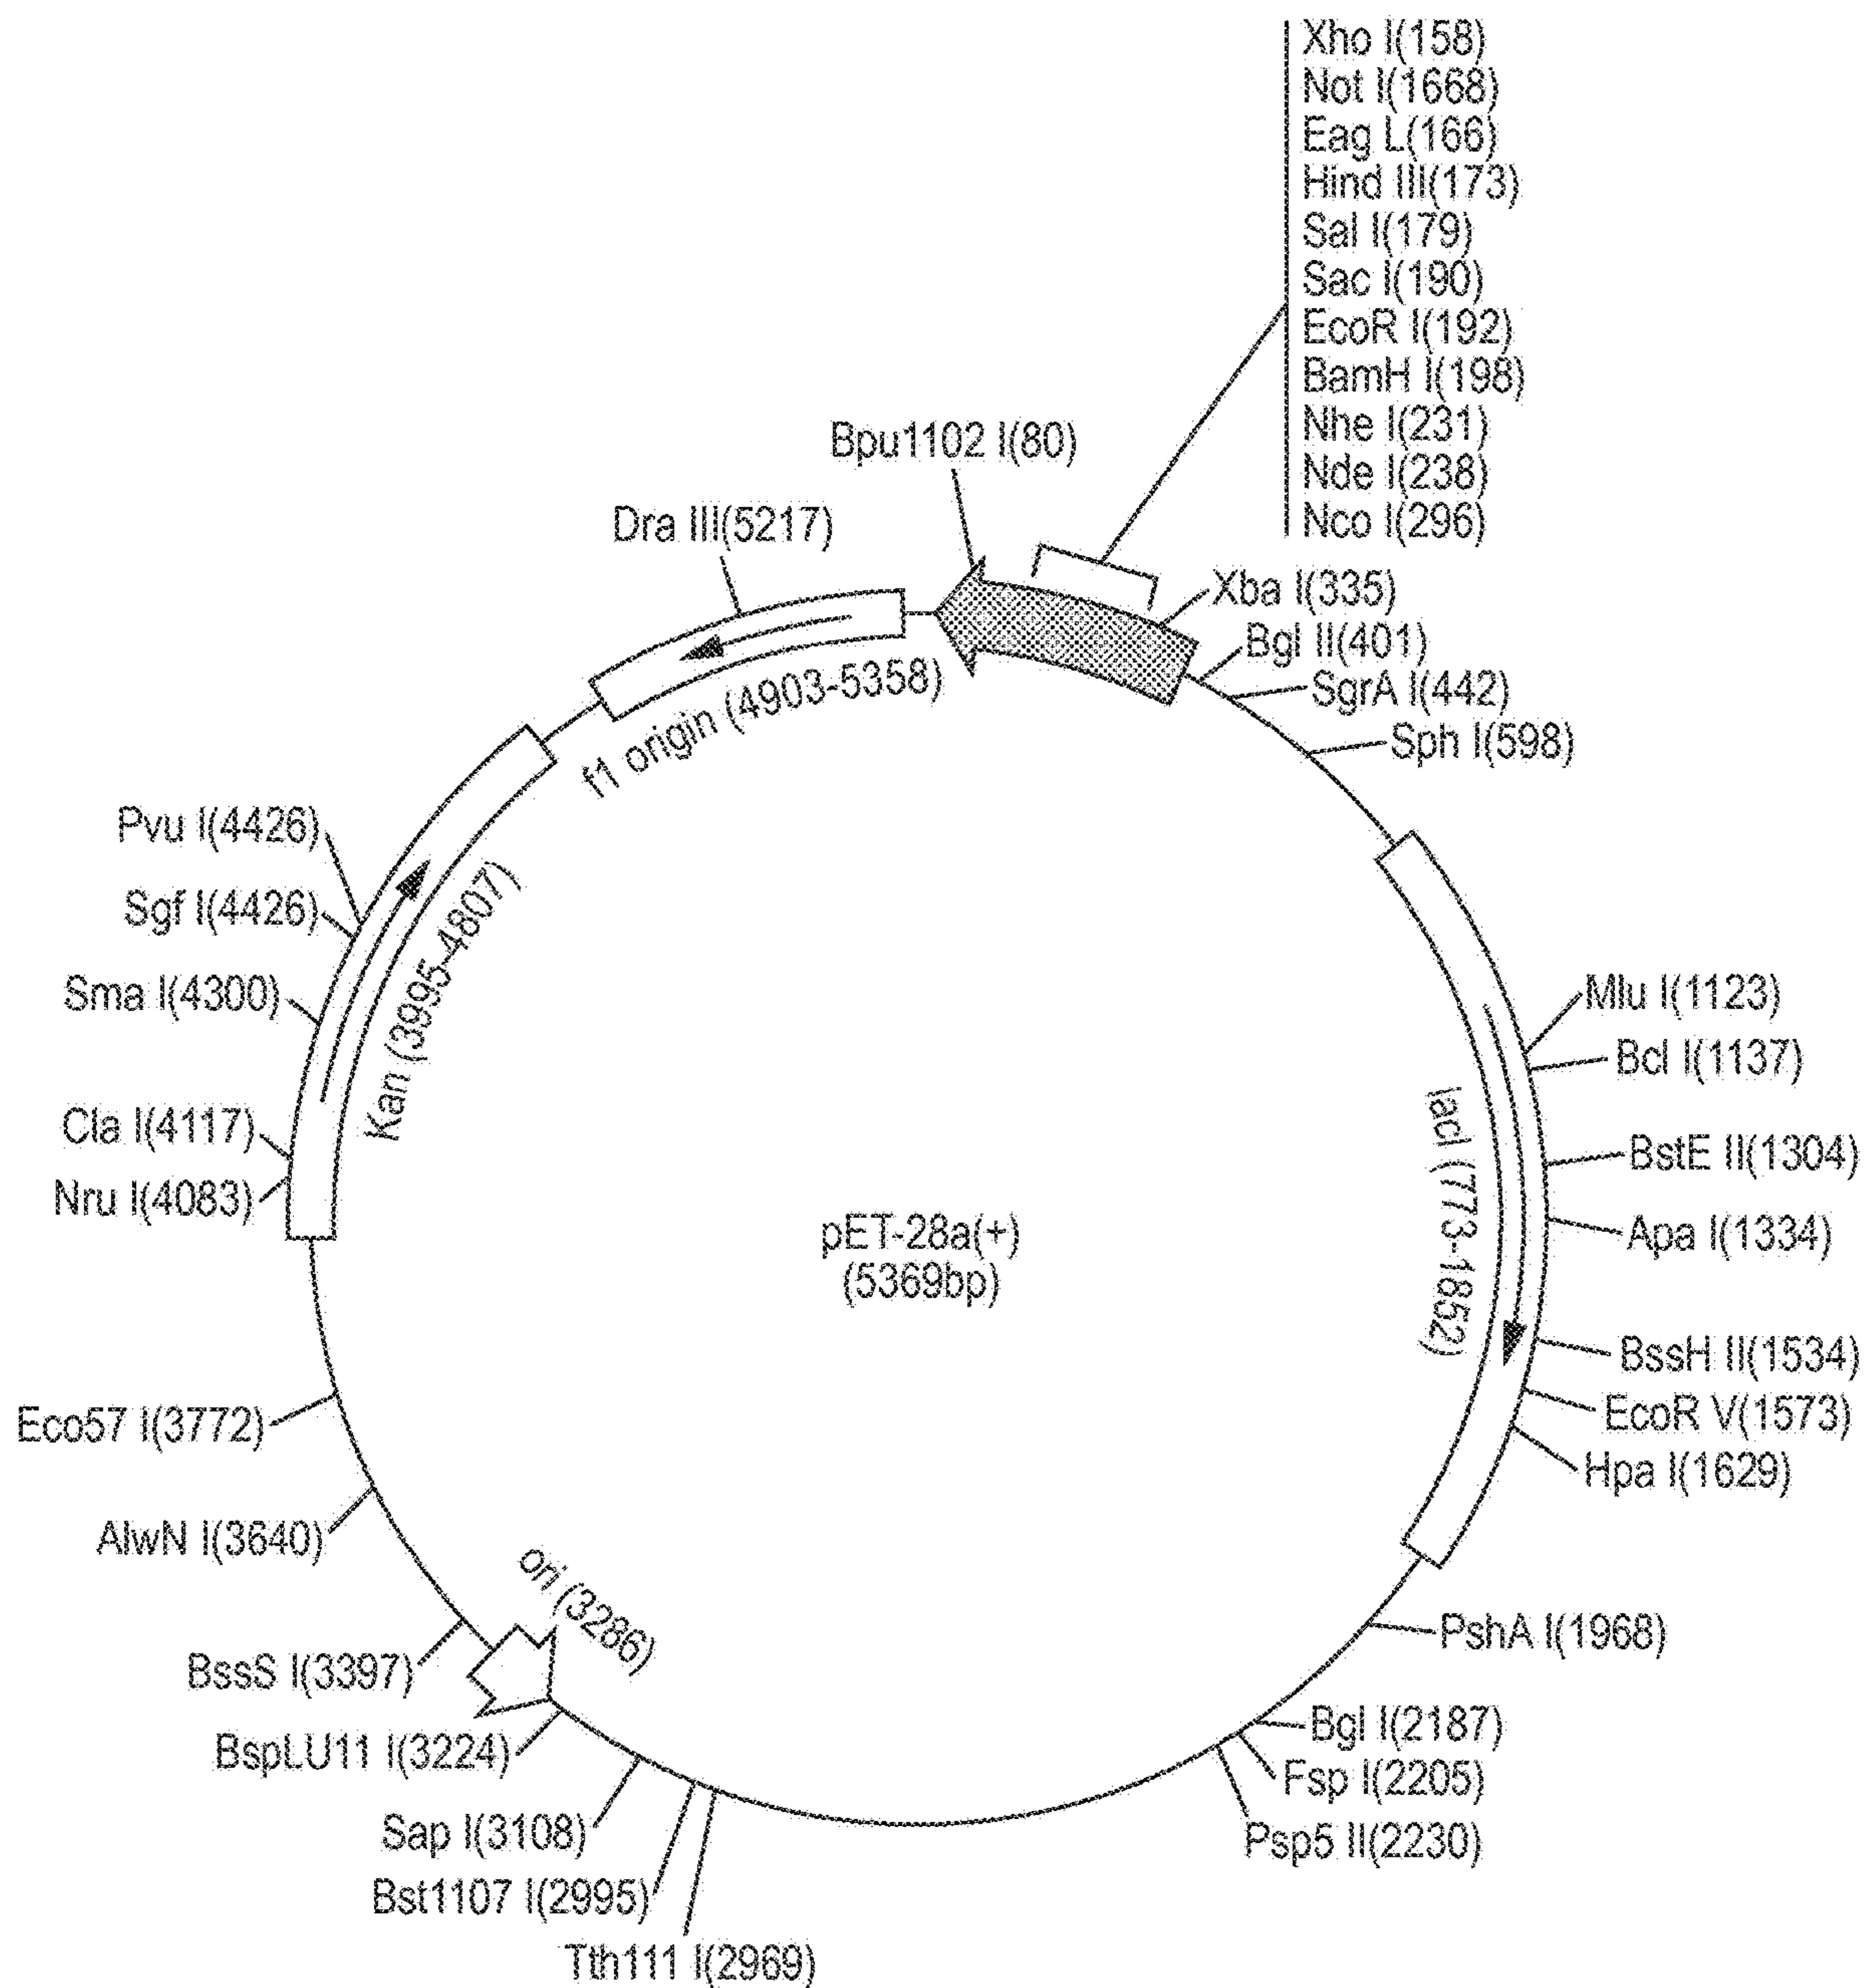 Xho I(158)
Not I(1668)
Eag L(166)
Hind III(173)
Sal I(179)
Sac I(190)
EcoR I(192)
BamH I(198)
Nhe I(231)
Nde I(238)
Nco I(296)
Bpu1102 I(80)
Dra III(5217)
Xba I(335)
Bgl II(401)
SgrA I(442)
Sph I(598)
f1 origin (4903-5358)
Pvu I(4426)
Sgf I(4426)
Sma I(4300)
Kan (3995-4807)
Cla I(4117)
Nru I(4083)
Mlu I(1123)
Bcl I(1137)
lacI (773-1852)
BstE II(1304)
Apa I(1334)
pET-28a(+)
(5369bp)
BssH II(1534)
EcoR V(1573)
Hpa I(1629)
Eco57 I(3772)
AlwN I(3640)
ori (3286)
BssS I(3397)
PshA I(1968)
BspLU11 I(3224)
Bgl I(2187)
Fsp I(2205)
Sap I(3108)
Psp5 II(2230)
Bst1107 I(2995)
Tth111 I(2969)